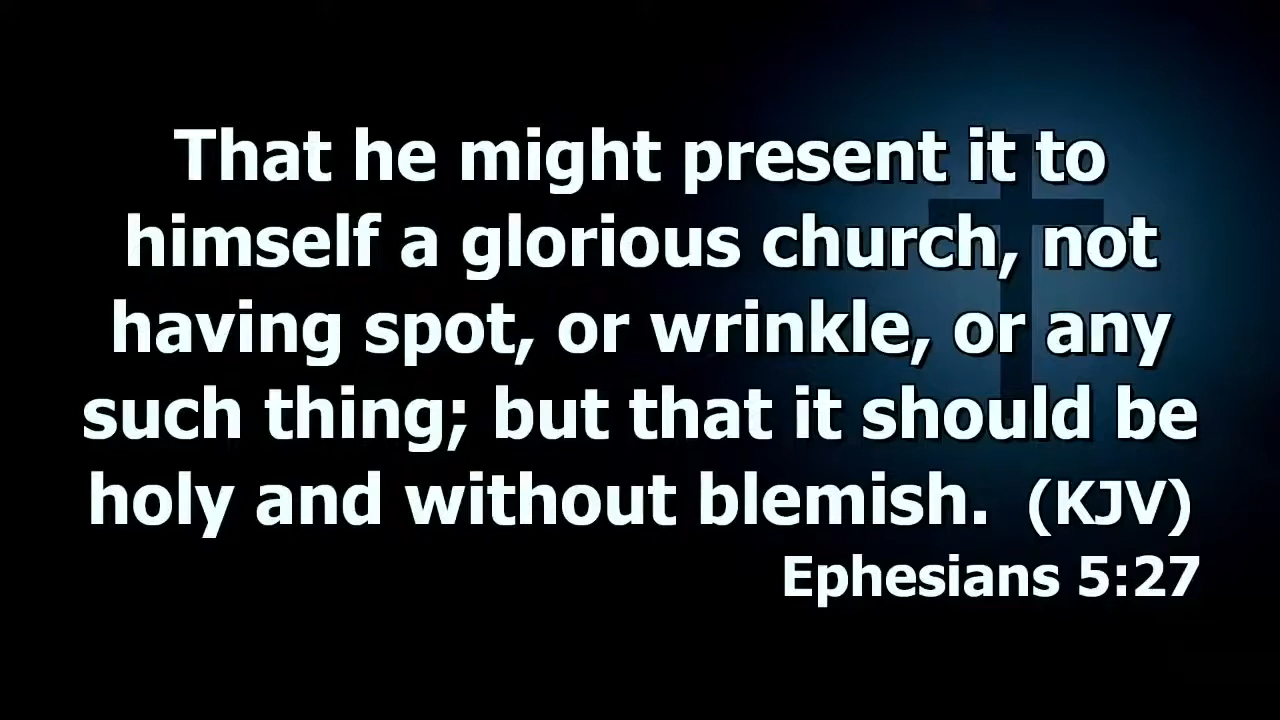 That he might present it to
himself a glorious church, not
having spot, or wrinkle, or any
such thing; but that it should be
holy and without blemish. (KJV)
Ephesians 5:27